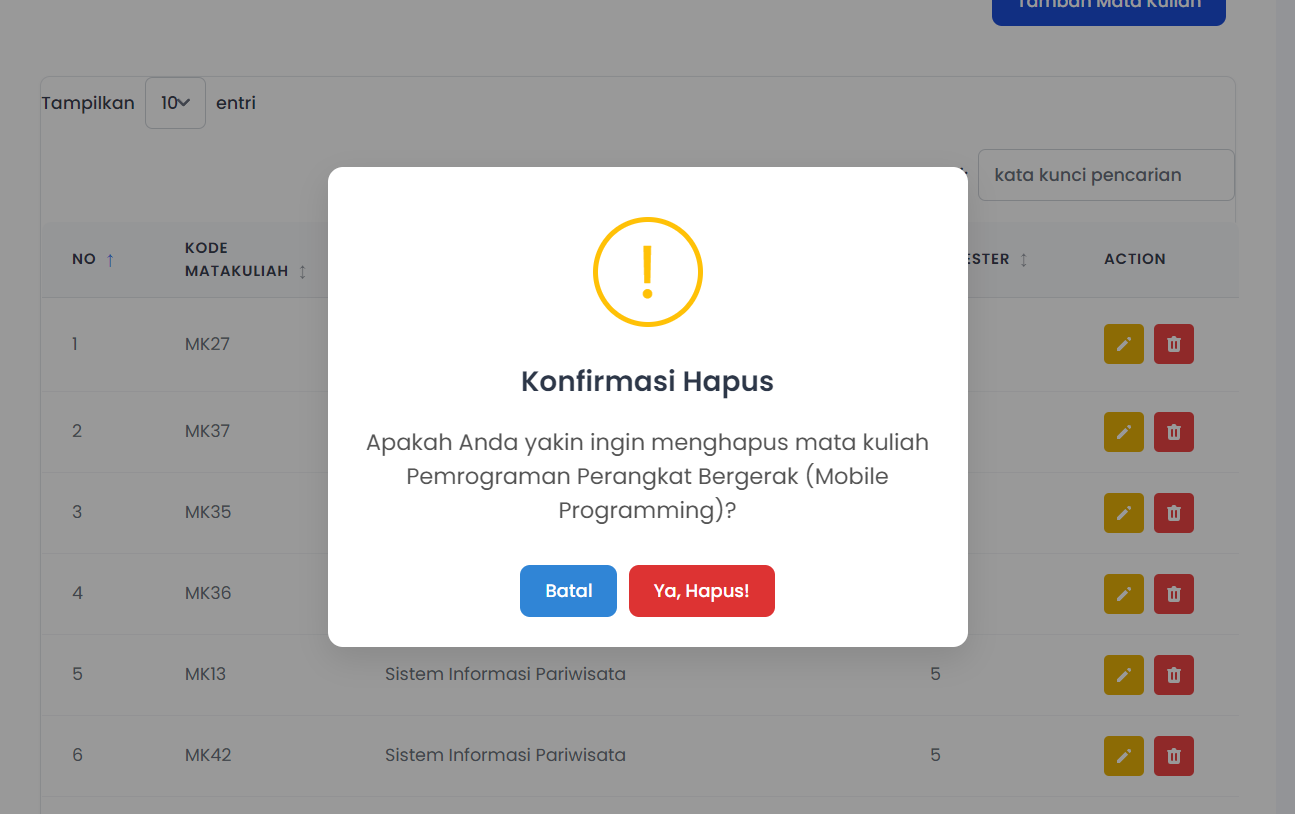 Tambah Mata Kuliah
Tampilkan 10 entri
kata kunci pencarian
NO KODE MATAKULIAH ESTER ACTION
1 MK27
2 MK37
3 MK35
4 MK36
5 MK13 Sistem Informasi Pariwisata 5
6 MK42 Sistem Informasi Pariwisata 5
!
Konfirmasi Hapus
Apakah Anda yakin ingin menghapus mata kuliah
Pemrograman Perangkat Bergerak (Mobile
Programming)?
Batal Ya, Hapus!